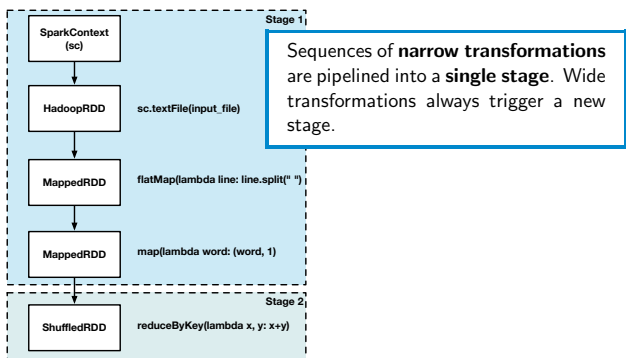 Stage 1
SparkContext
(sc)
Sequences of narrow transformations
are pipelined into a single stage. Wide
transformations always trigger a new
stage.
HadoopRDD
sc.textFile(input_file)
MappedRDD
flatMap(lambda line: line.split(" ")
MappedRDD
map(lambda word: (word, 1)
Stage 2
ShuffledRDD
reduceByKey(lambda x, y: x+y)